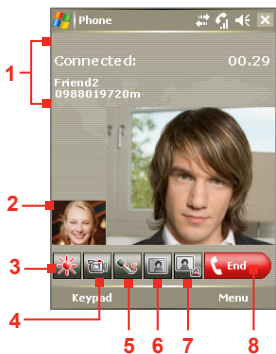 Phone
1
Connected: 00.29
Friend2
0988019720m
2
3
End
Keypad Menu
4 5 6 7 8